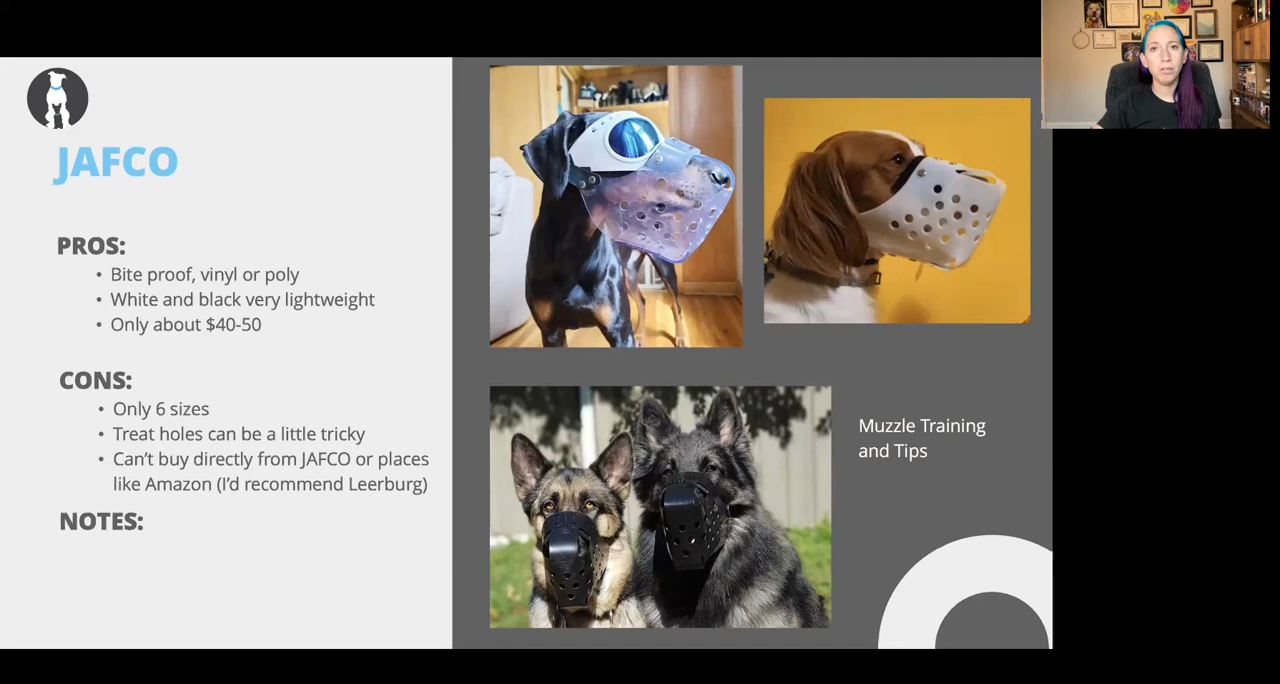 JAFCO
PROS:
• Bite proof, vinyl or poly
• White and black very lightweight
• Only about $40-50
CONS:
• Only 6 sizes
• Treat holes can be a little tricky
• Can't buy directly from JAFCO or places
like Amazon (I'd recommend Leerburg)
NOTES:
Muzzle Training
and Tips